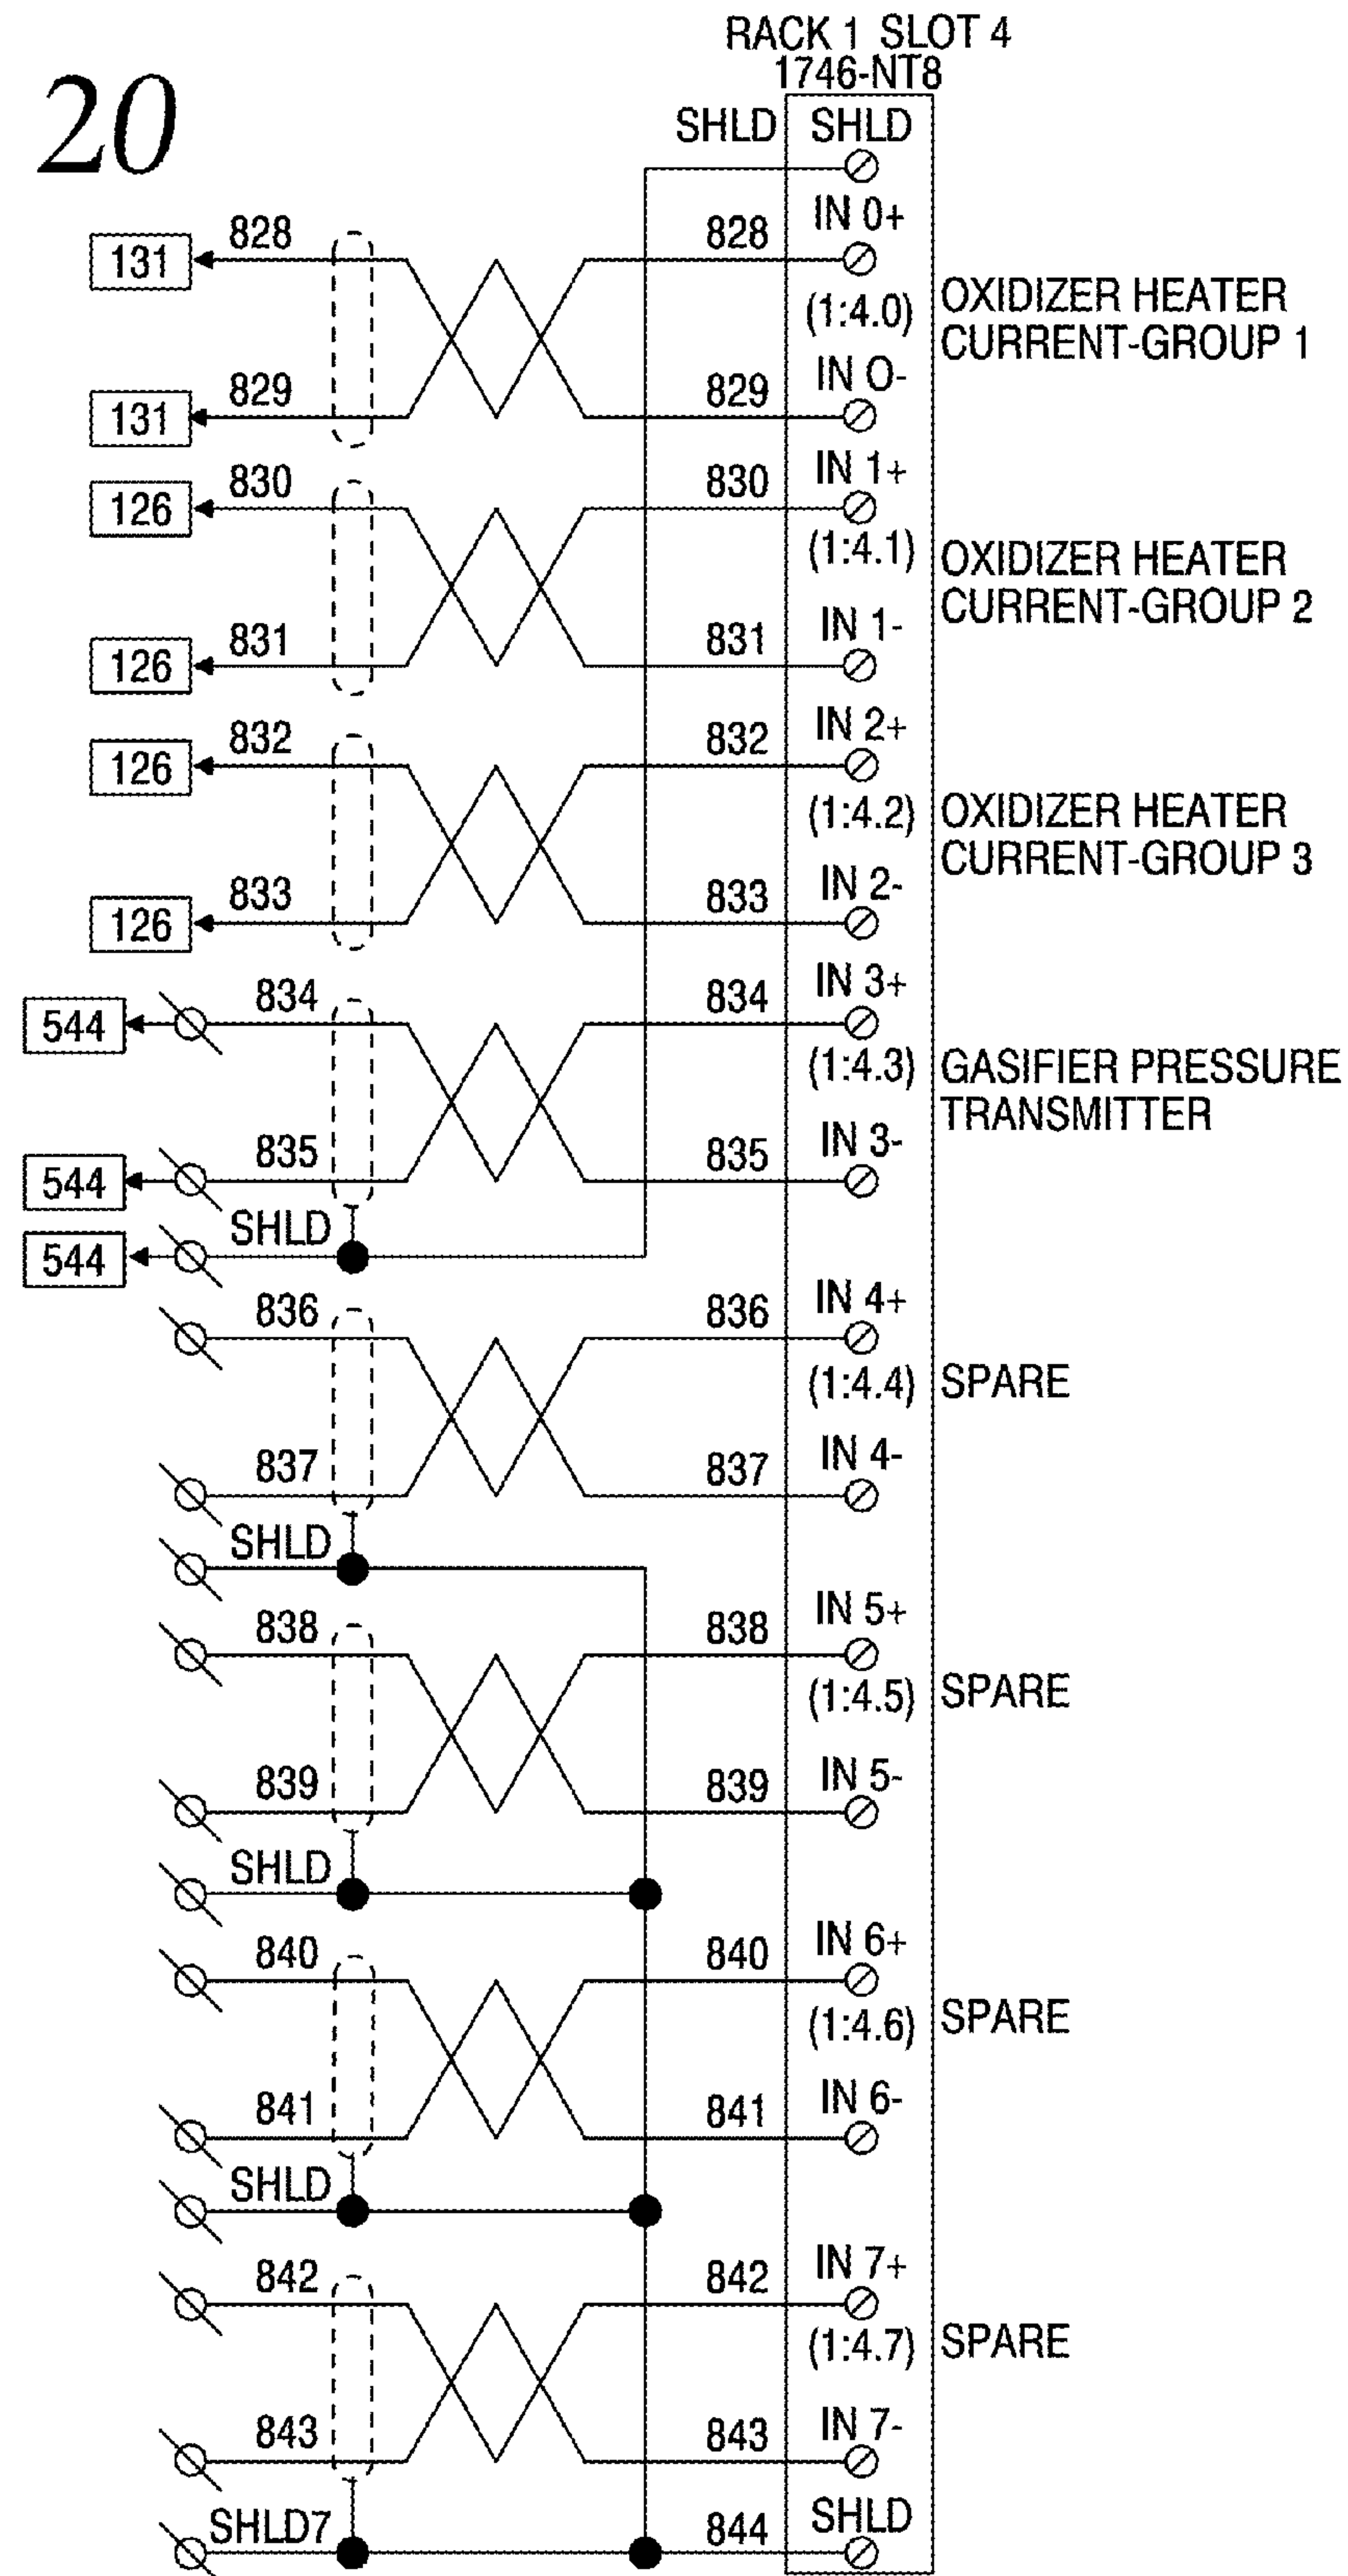 RACK 1 SLOT 4
1746-NT8
20
SHLD SHLD
IN 0+
828 828
131
(1:4.0)
OXIDIZER HEATER
CURRENT-GROUP 1
IN O-
829 829
131
IN 1+
830 830
126
(1:4.1)
OXIDIZER HEATER
CURRENT-GROUP 2
IN 1-
831 831
126
IN 2+
832 832
126
(1:4.2)
OXIDIZER HEATER
CURRENT-GROUP 3
IN 2-
833 833
126
IN 3+
834 834
544
(1:4.3)
GASIFIER PRESSURE
TRANSMITTER
IN 3-
835 835
544
SHLD
544
IN 4+
836 836
(1:4.4) SPARE
IN 4-
837 837
SHLD
IN 5+
838 838
(1:4.5) SPARE
IN 5-
839 839
SHLD
IN 6+
840 840
(1:4.6) SPARE
IN 6-
841 841
SHLD
IN 7+
842 842
(1:4.7) SPARE
IN 7-
843 843
SHLD7 844 SHLD